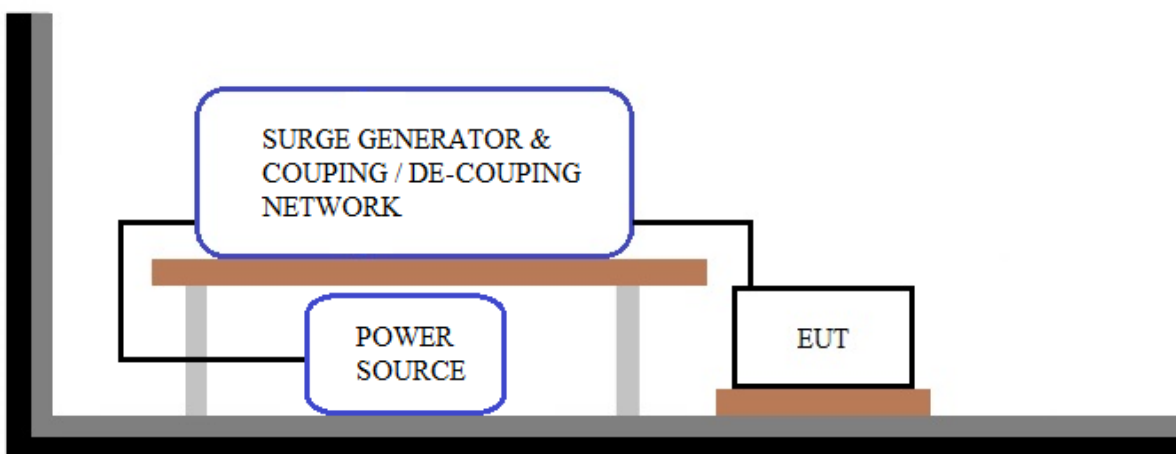 SURGE GENERATOR &
COUPING / DE-COUPING
NETWORK
POWER
SOURCE
EUT